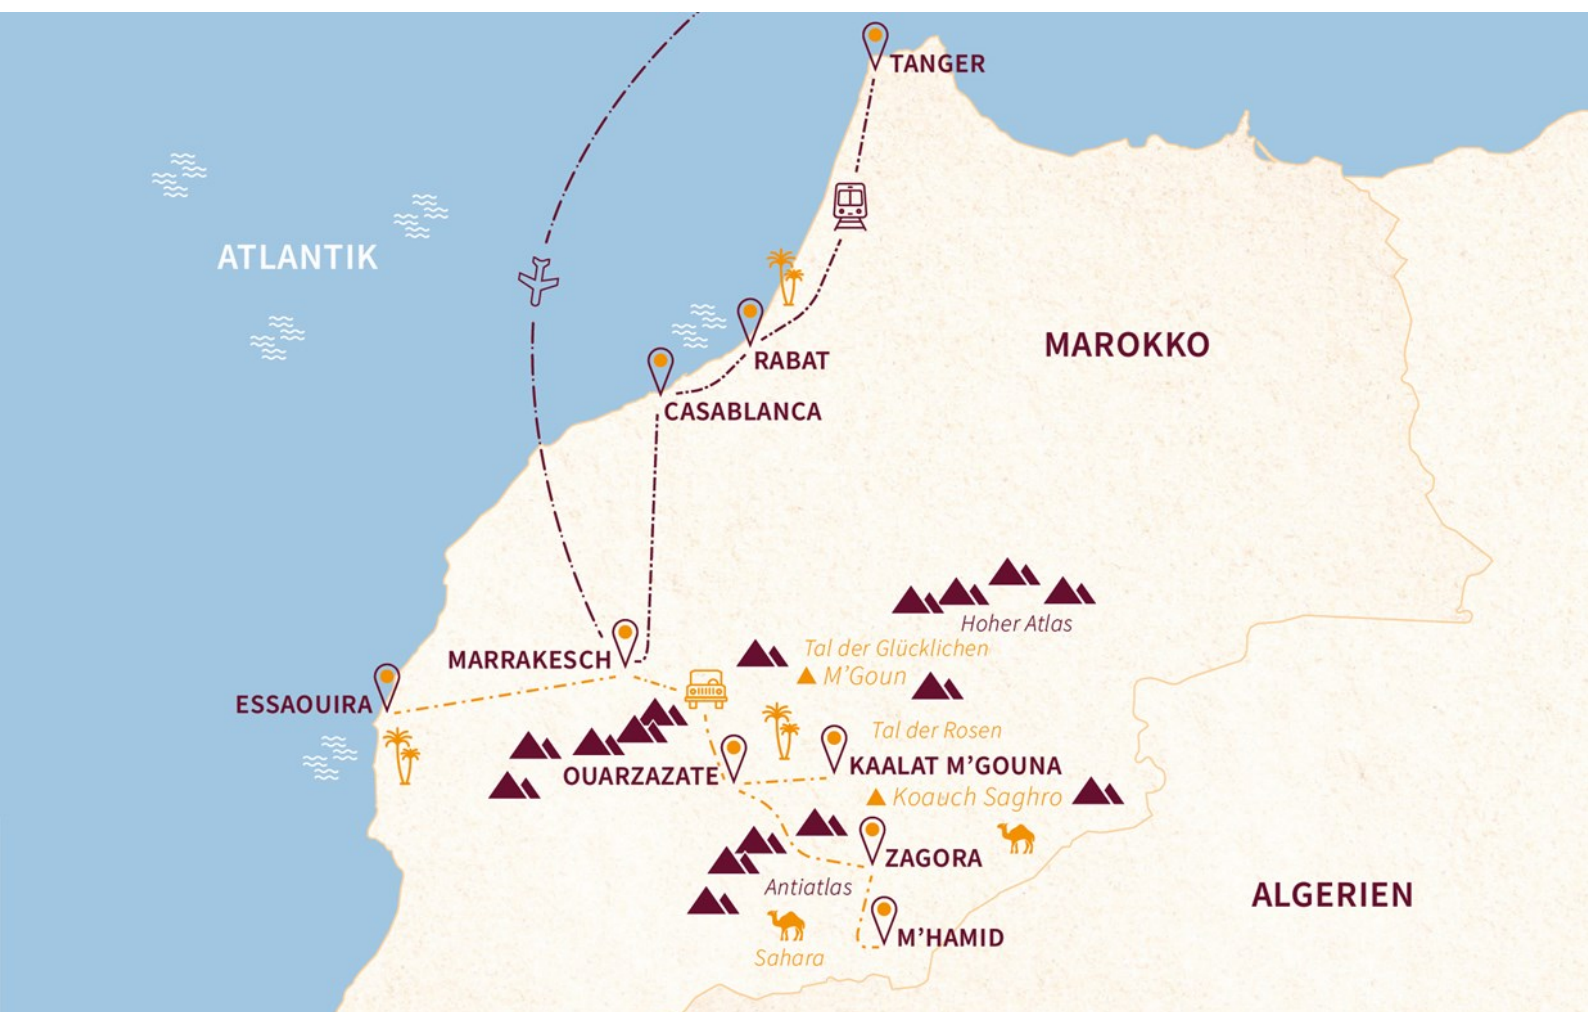 TANGER
ATLANTIK
MAROKKO
RABAT
CASABLANCA
Hoher Atlas
Tal der Glücklichen
M'Goun
MARRAKESCH
ESSAOUIRA
Tal der Rosen
KAALAT M'GOUNA
OUARZAZATE
Koauch Saghro
ZAGORA
Antiatlas
ALGERIEN
M'HAMID
Sahara